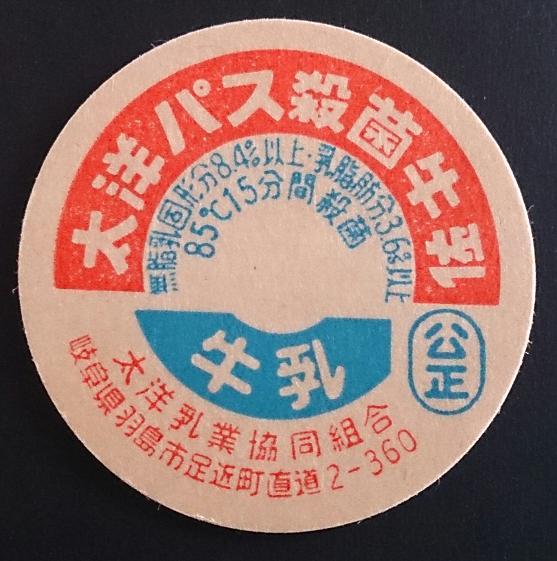 太洋パス殺菌牛乳
無脂乳固形分8.4%以上・乳脂肪分3.6%以上
85℃15分間殺菌
牛乳
公正
太洋乳業協同組合
岐阜県羽島市足近町直道2-360